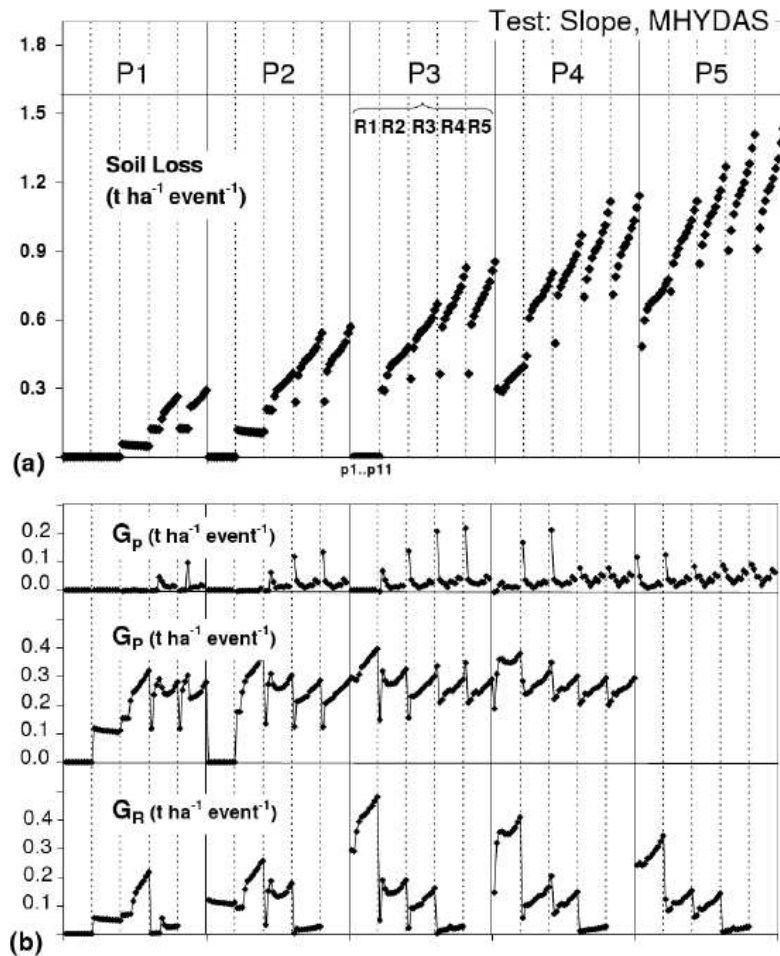 Test: Slope, MHYDAS
1.8
P1 P2 P3 P4 P5
1.5
R1 R2 R3 R4 R5
Soil Loss
(t ha⁻¹ event⁻¹)
1.2
0.9
0.6
0.3
(a)
p1..p11
Gₚ (t ha⁻¹ event⁻¹)
0.2
0.1
0.0
G_P (t ha⁻¹ event⁻¹)
0.4
0.3
0.2
0.1
0.0
G_R (t ha⁻¹ event⁻¹)
0.4
0.3
0.2
0.1
(b)